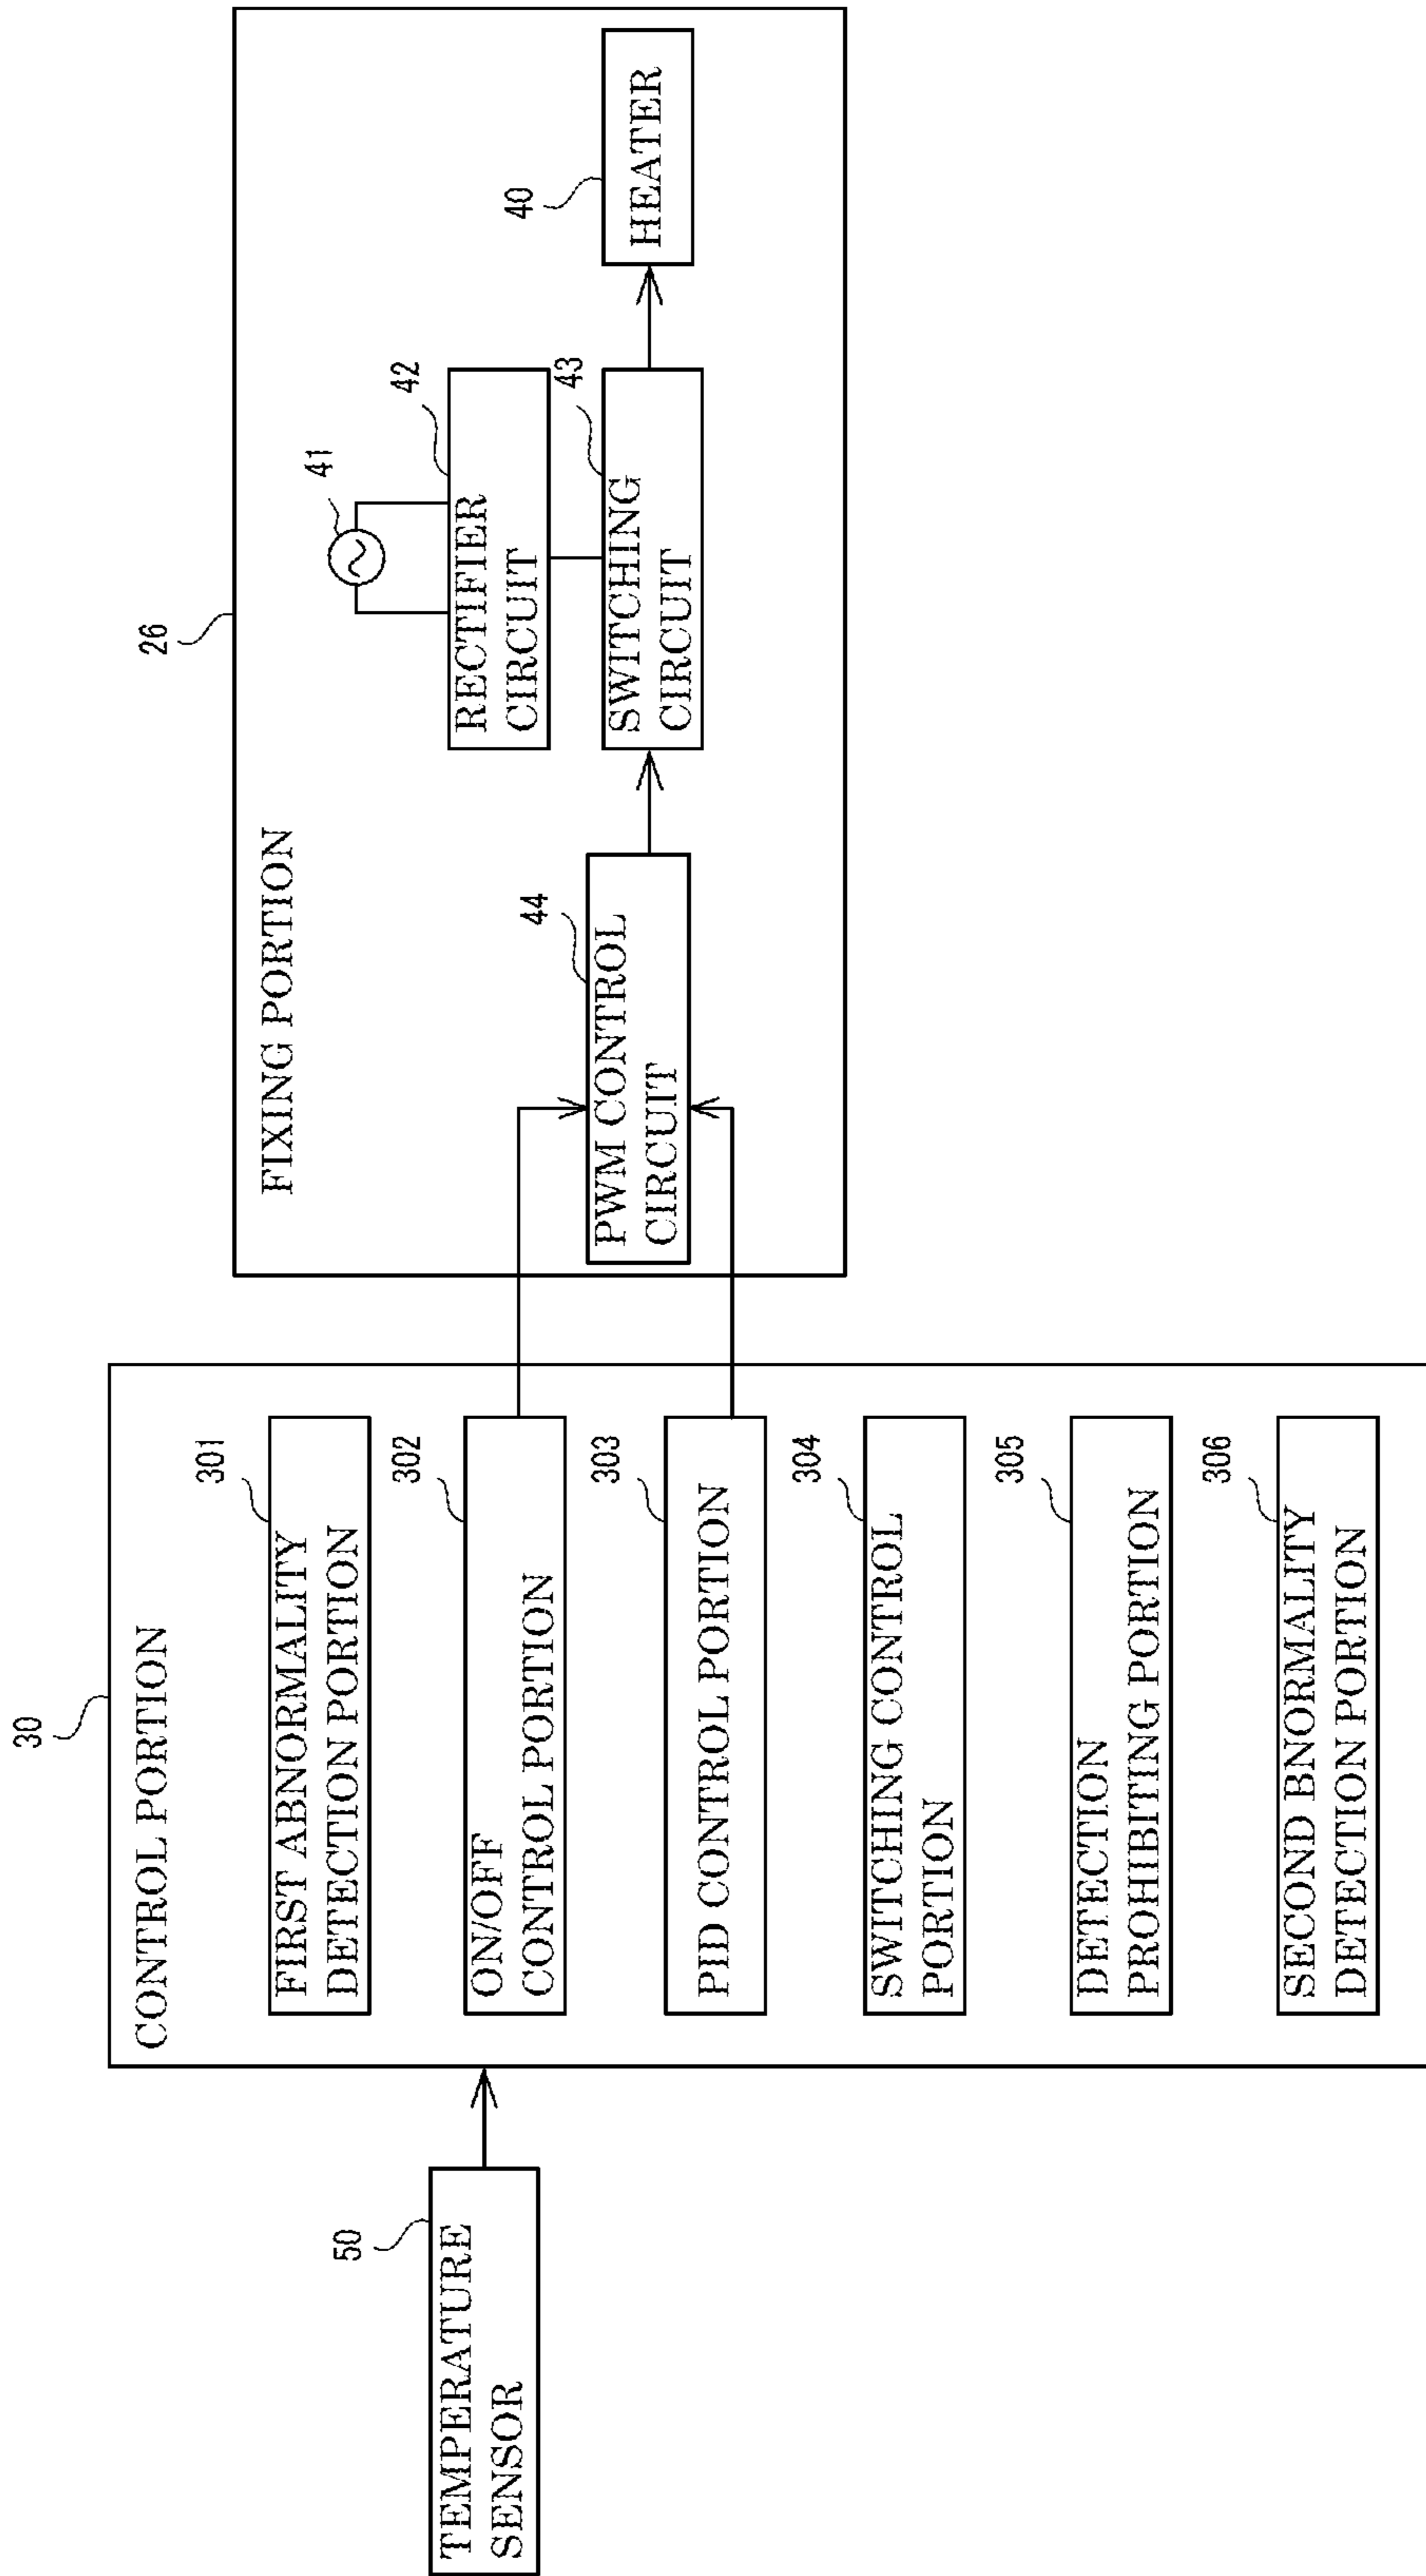 TEMPERATURE
SENSOR
50
30
CONTROL PORTION
FIRST ABNORMALITY
DETECTION PORTION
301
ON/OFF
CONTROL PORTION
302
PID CONTROL PORTION
303
SWITCHING CONTROL
PORTION
304
DETECTION
PROHIBITING PORTION
305
SECOND BNORMALITY
DETECTION PORTION
306
26
FIXING PORTION
41
RECTIFIER
CIRCUIT
42
PWM CONTROL
CIRCUIT
44
SWITCHING
CIRCUIT
43
HEATER
40